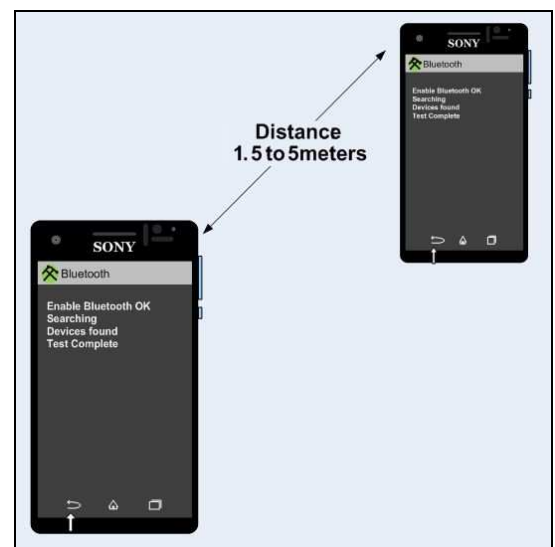 SONY
Bluetooth
Enable Bluetooth OK
Searching
Devices found
Test Complete
Distance
1.5 to 5meters
SONY
Bluetooth
Enable Bluetooth OK
Searching
Devices found
Test Complete